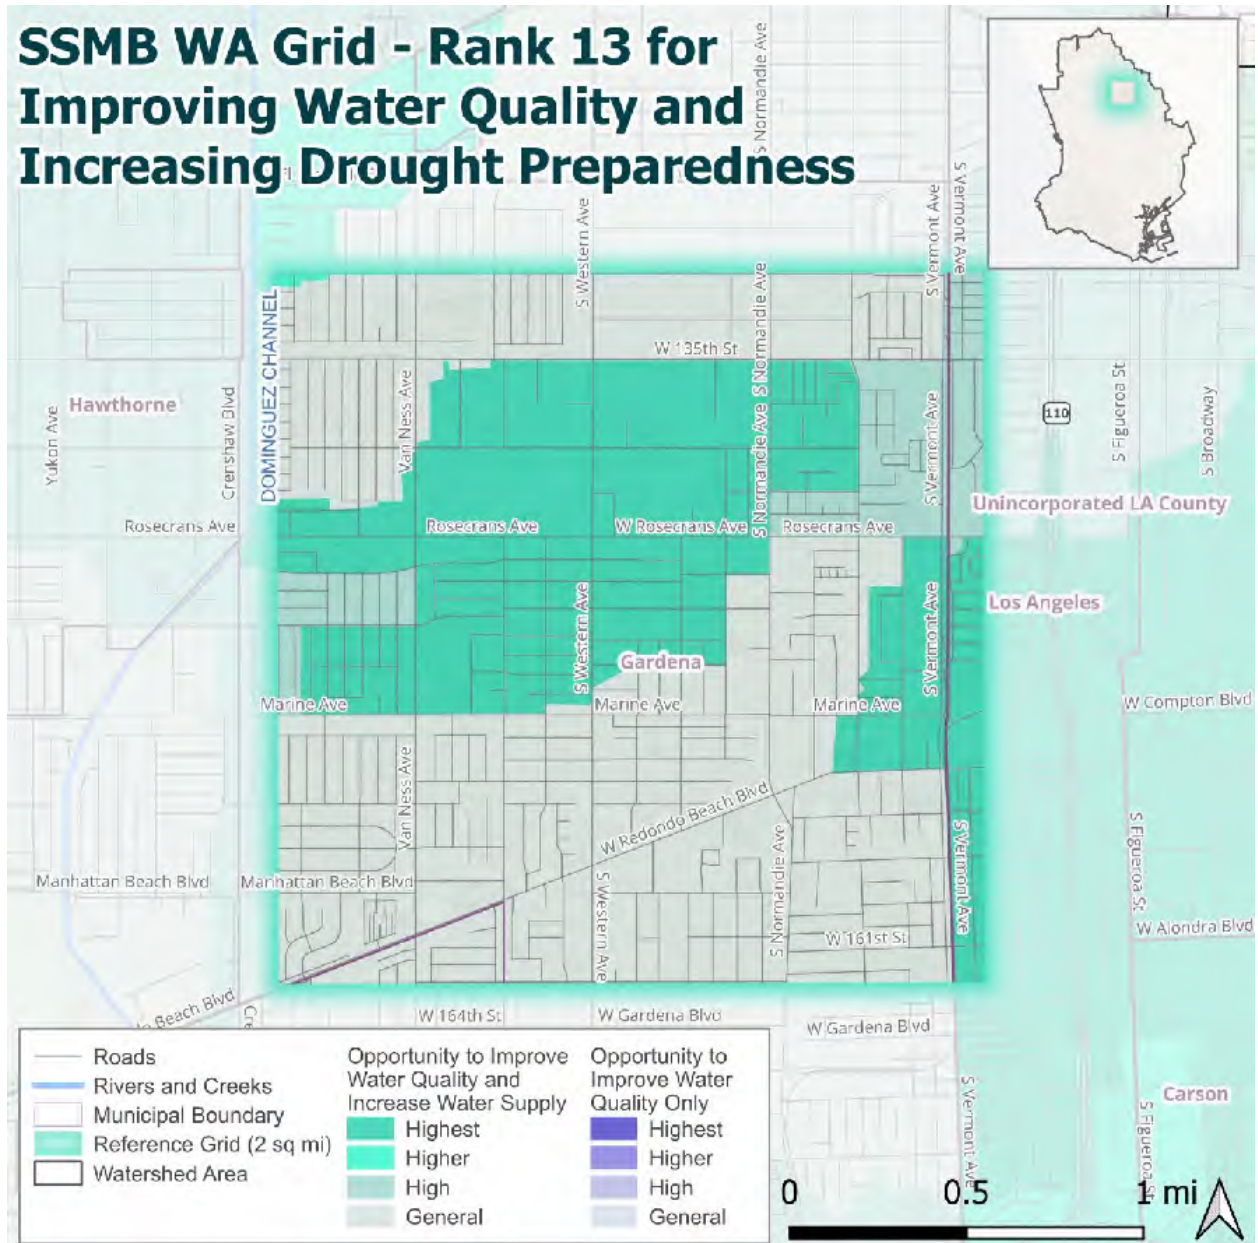 SSMB WA Grid - Rank 13 for
Improving Water Quality and
Increasing Drought Preparedness
S Normandie Ave
S Western Ave
S Vermont Ave
S Vermont Ave
S Normandie Ave
DOMINGUEZ CHANNEL
W 135th St
Hawthorne
Yukon Ave
Crenshaw Blvd
Van Ness Ave
S Normandie Ave
S Vermont Ave
110
S Figueroa St
S Broadway
Unincorporated LA County
Rosecrans Ave
Rosecrans Ave
W Rosecrans Ave
Rosecrans Ave
Los Angeles
S Western Ave
S Vermont Ave
Gardena
Marine Ave
Marine Ave
Marine Ave
W Compton Blvd
Van Ness Ave
W Redondo Beach Blvd
S Normandie Ave
S Vermont Ave
S Figueroa St
Manhattan Beach Blvd
Manhattan Beach Blvd
S Western Ave
W 161st St
W Alondra Blvd
Beach Blvd
W 164th St
W Gardena Blvd
W Gardena Blvd
S Vermont Ave
S Figueroa St
Carson
Roads
Rivers and Creeks
Municipal Boundary
Reference Grid (2 sq mi)
Watershed Area
Opportunity to Improve
Water Quality and
Increase Water Supply
Highest
Higher
High
General
Opportunity to
Improve Water
Quality Only
Highest
Higher
High
General
0 0.5 1 mi